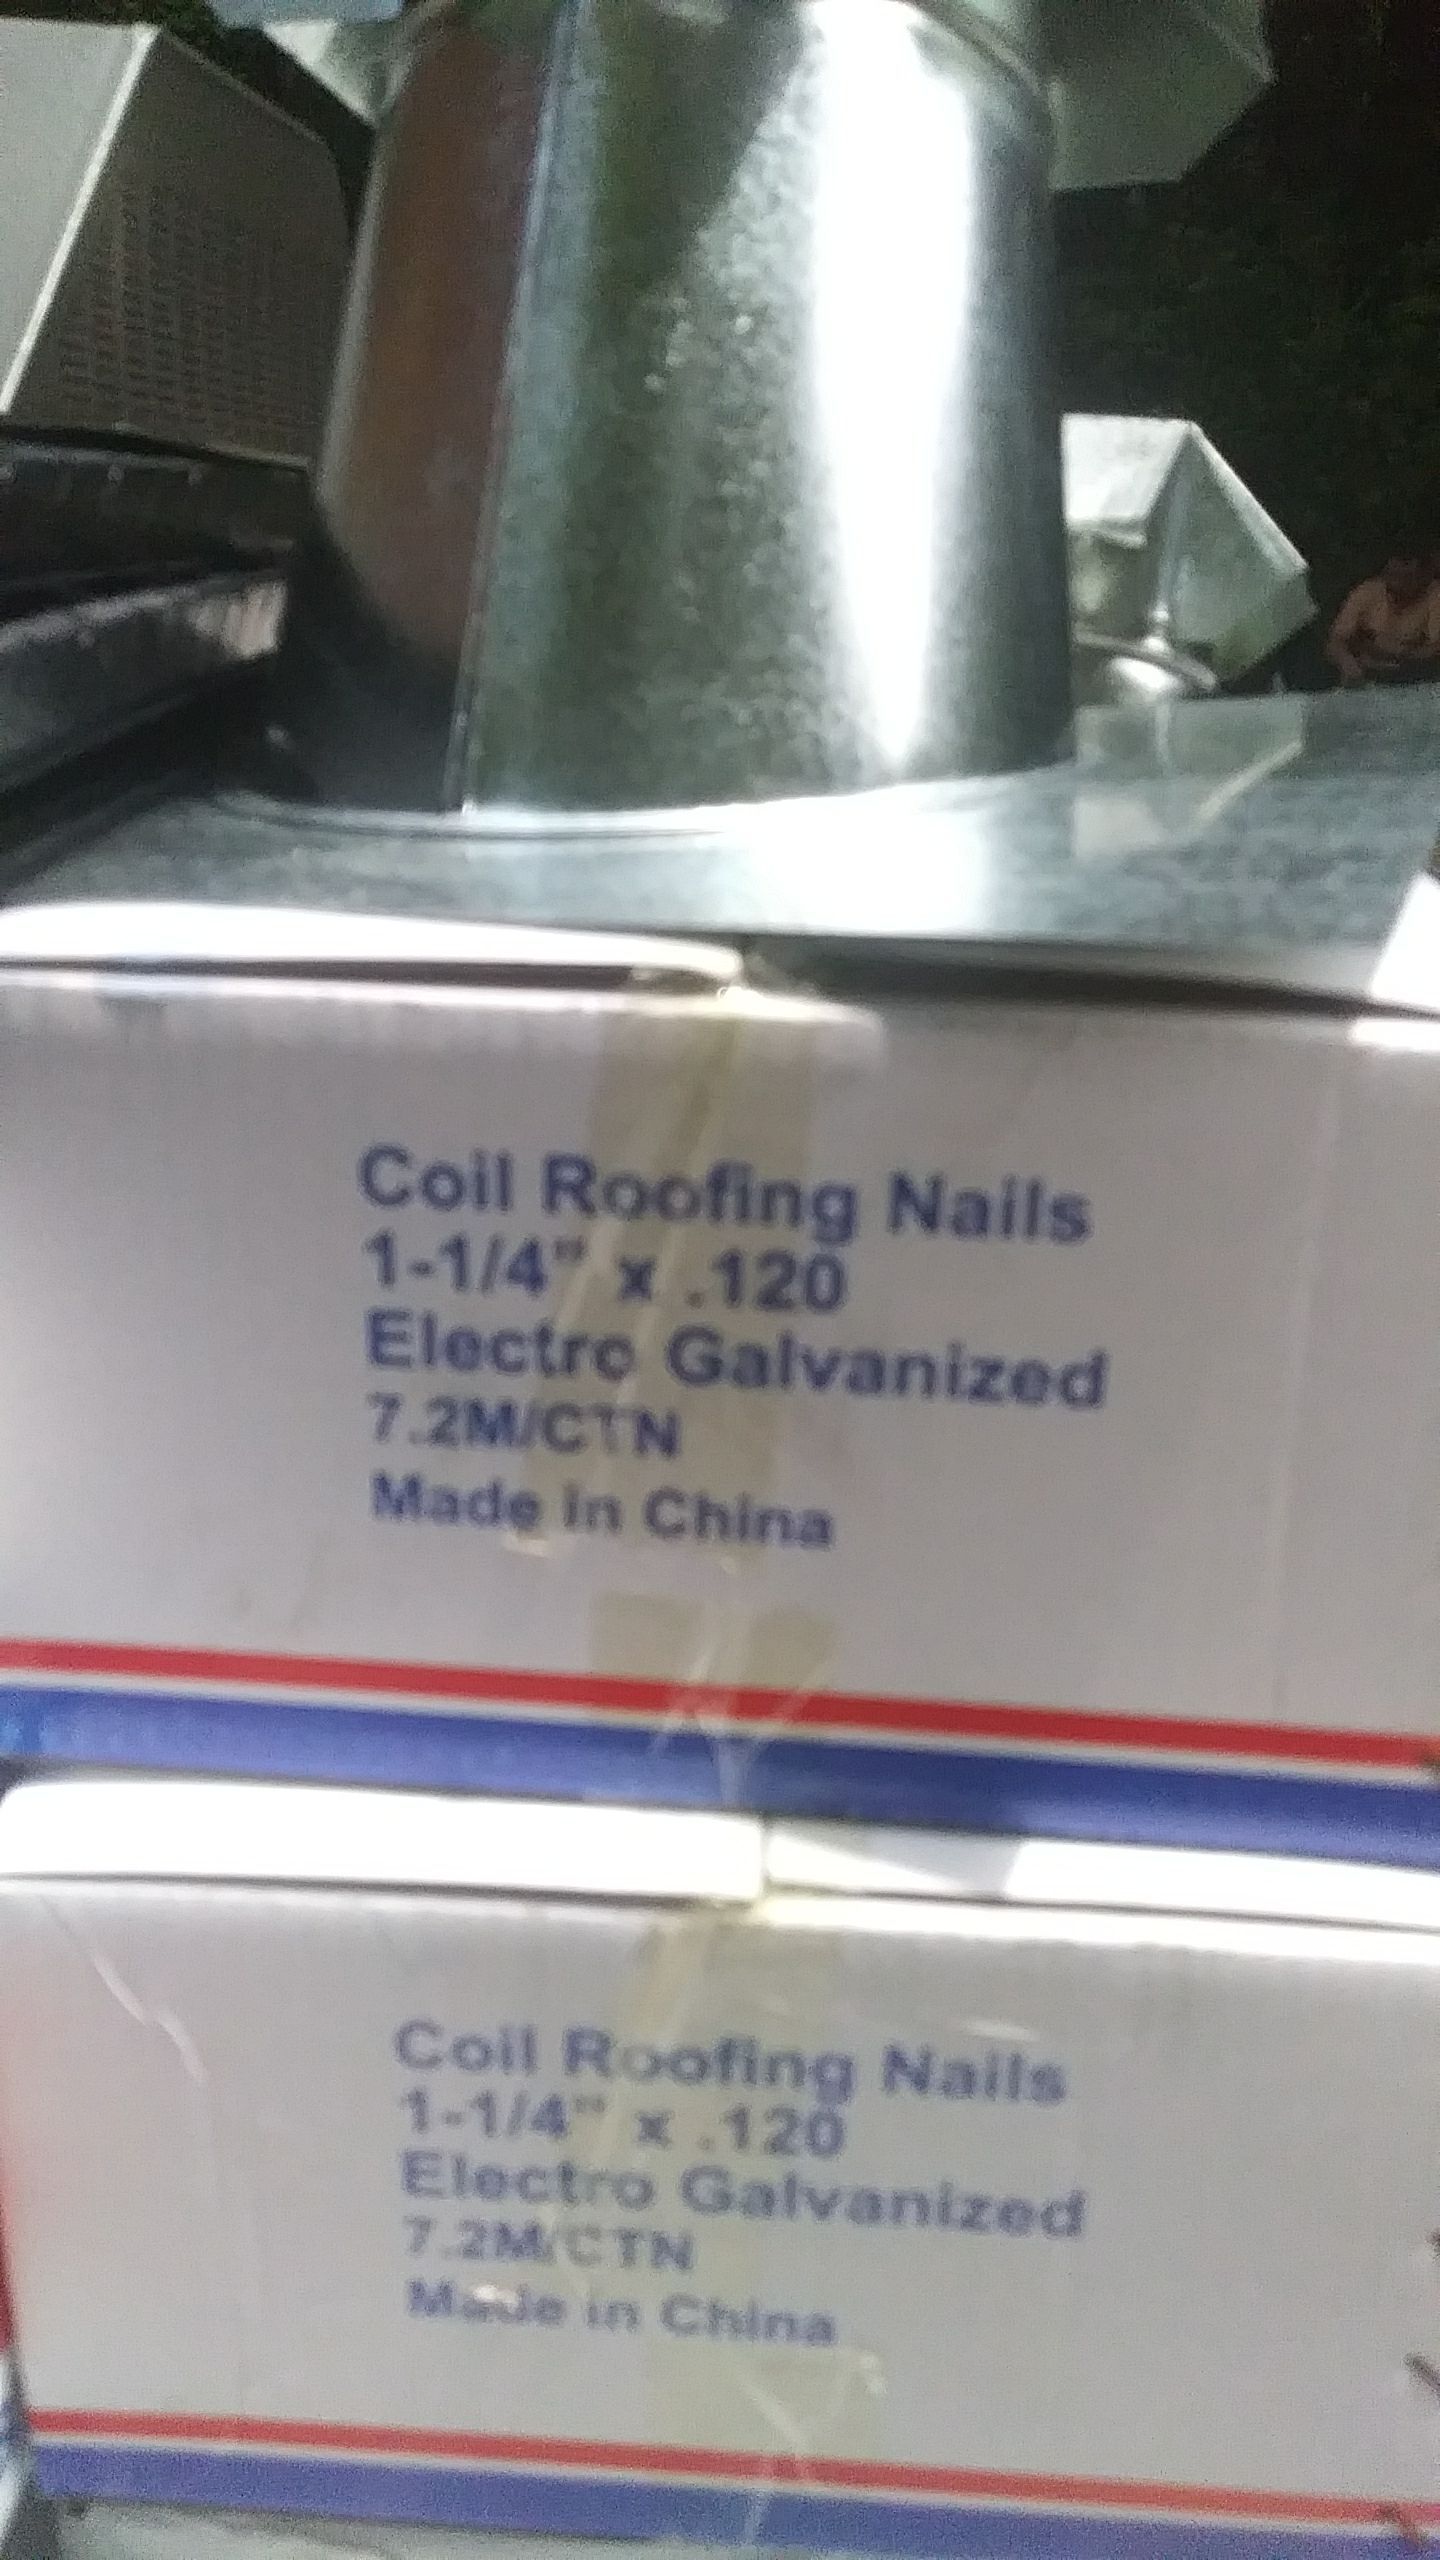 Coil Roofing Nails
1-1/4" x .120
Electro Galvanized
7.2M/CTN
Made in China
Coil Roofing Nails
1-1/4" x .120
Electro Galvanized
7.2M/CTN
Made in China